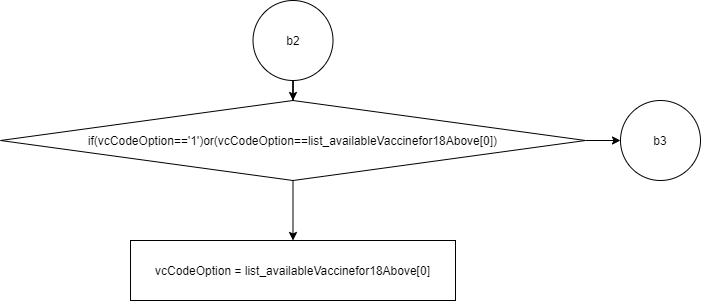 b2
if(vcCodeOption=='1')or(vcCodeOption==list_availableVaccinefor18Above[0])
b3
vcCodeOption = list_availableVaccinefor18Above[0]